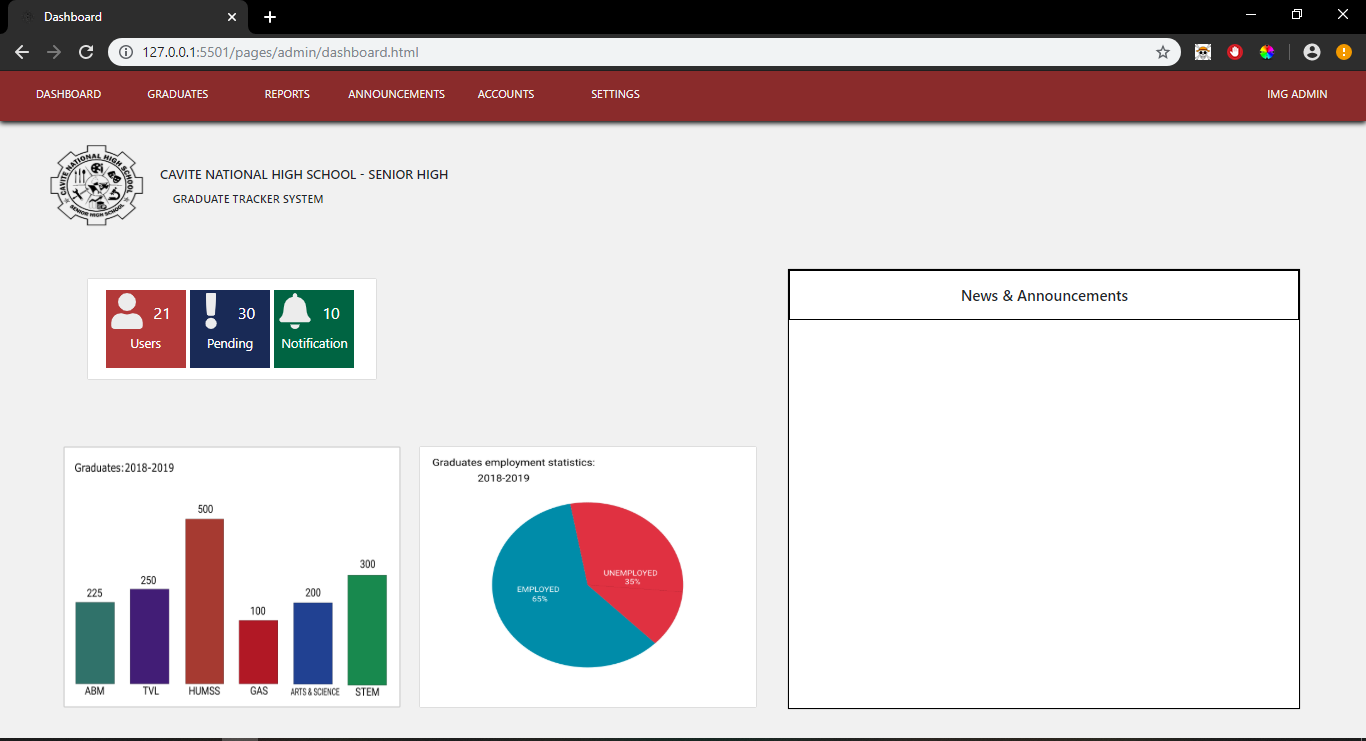 Dashboard
127.0.0.1:5501/pages/admin/dashboard.html
DASHBOARD GRADUATES REPORTS ANNOUNCEMENTS ACCOUNTS SETTINGS IMG ADMIN
CAVITE NATIONAL HIGH SCHOOL
SENIOR HIGH SCHOOL
CAVITE NATIONAL HIGH SCHOOL - SENIOR HIGH
GRADUATE TRACKER SYSTEM
21
Users
30
Pending
10
Notification
News & Announcements
Graduates:2018-2019
225
250
500
100
200
300
ABM TVL HUMSS GAS ARTS & SCIENCE STEM
Graduates employment statistics:
2018-2019
EMPLOYED
65%
UNEMPLOYED
35%